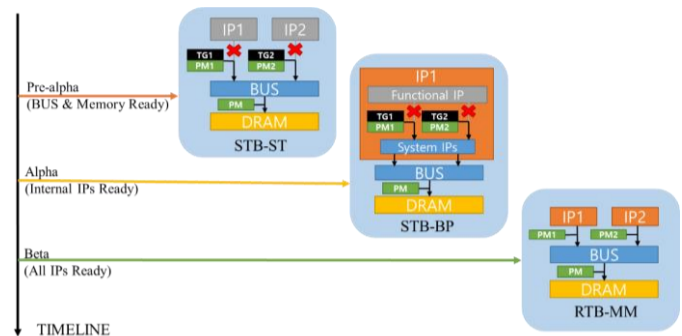 IP1 IP2
TG1 TG2
PM1 PM2
BUS
PM
DRAM
STB-ST
Pre-alpha
(BUS & Memory Ready)
IP1
Functional IP
TG1 TG2
PM1 PM2
System IPs
BUS
PM
DRAM
STB-BP
Alpha
(Internal IPs Ready)
IP1 IP2
PM1 PM2
BUS
PM
DRAM
RTB-MM
Beta
(All IPs Ready)
TIMELINE